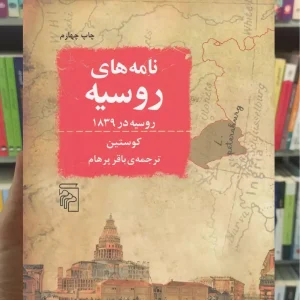 چاپ چهارم
نامه‌های
روسیه
روسیه در ۱۸۳۹
کوستین
ترجمه‌ی باقر پرهام